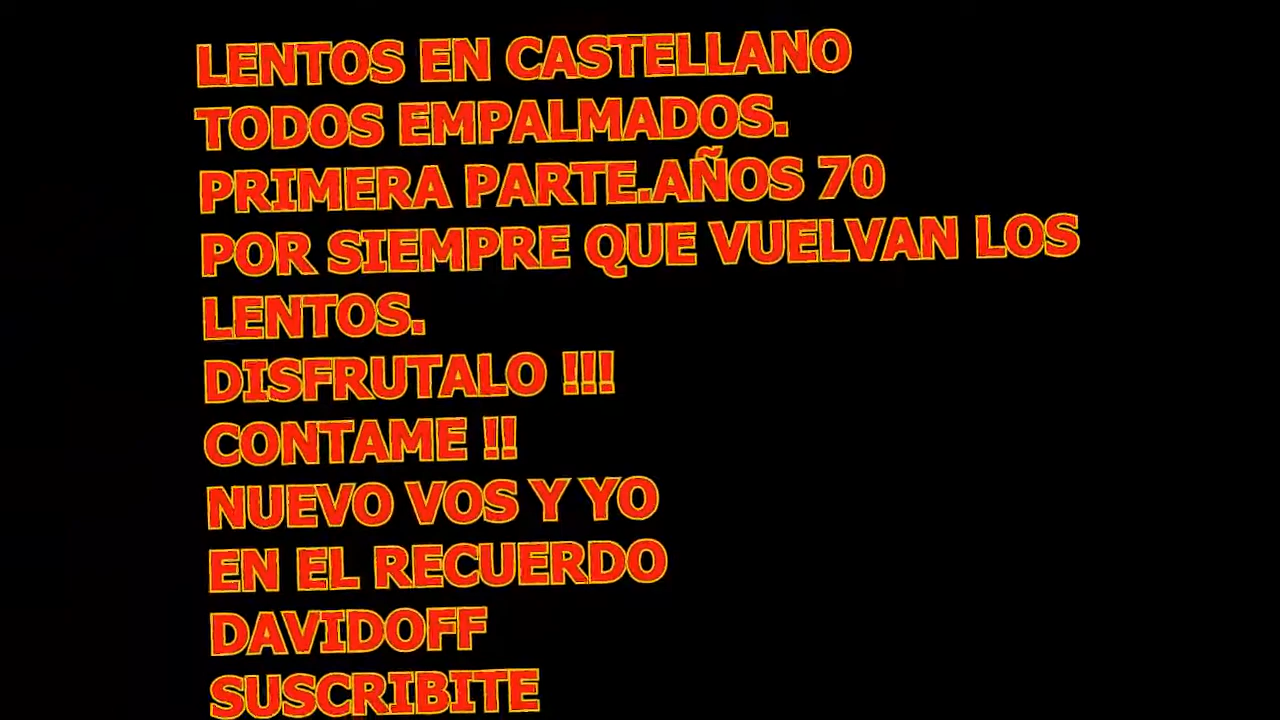 LENTOS EN CASTELLANO
TODOS EMPALMADOS.
PRIMERA PARTE.AÑOS 70
POR SIEMPRE QUE VUELVAN LOS
LENTOS.
DISFRUTALO !!!
CONTAME !!
NUEVO VOS Y YO
EN EL RECUERDO
DAVIDOFF
SUSCRIBITE